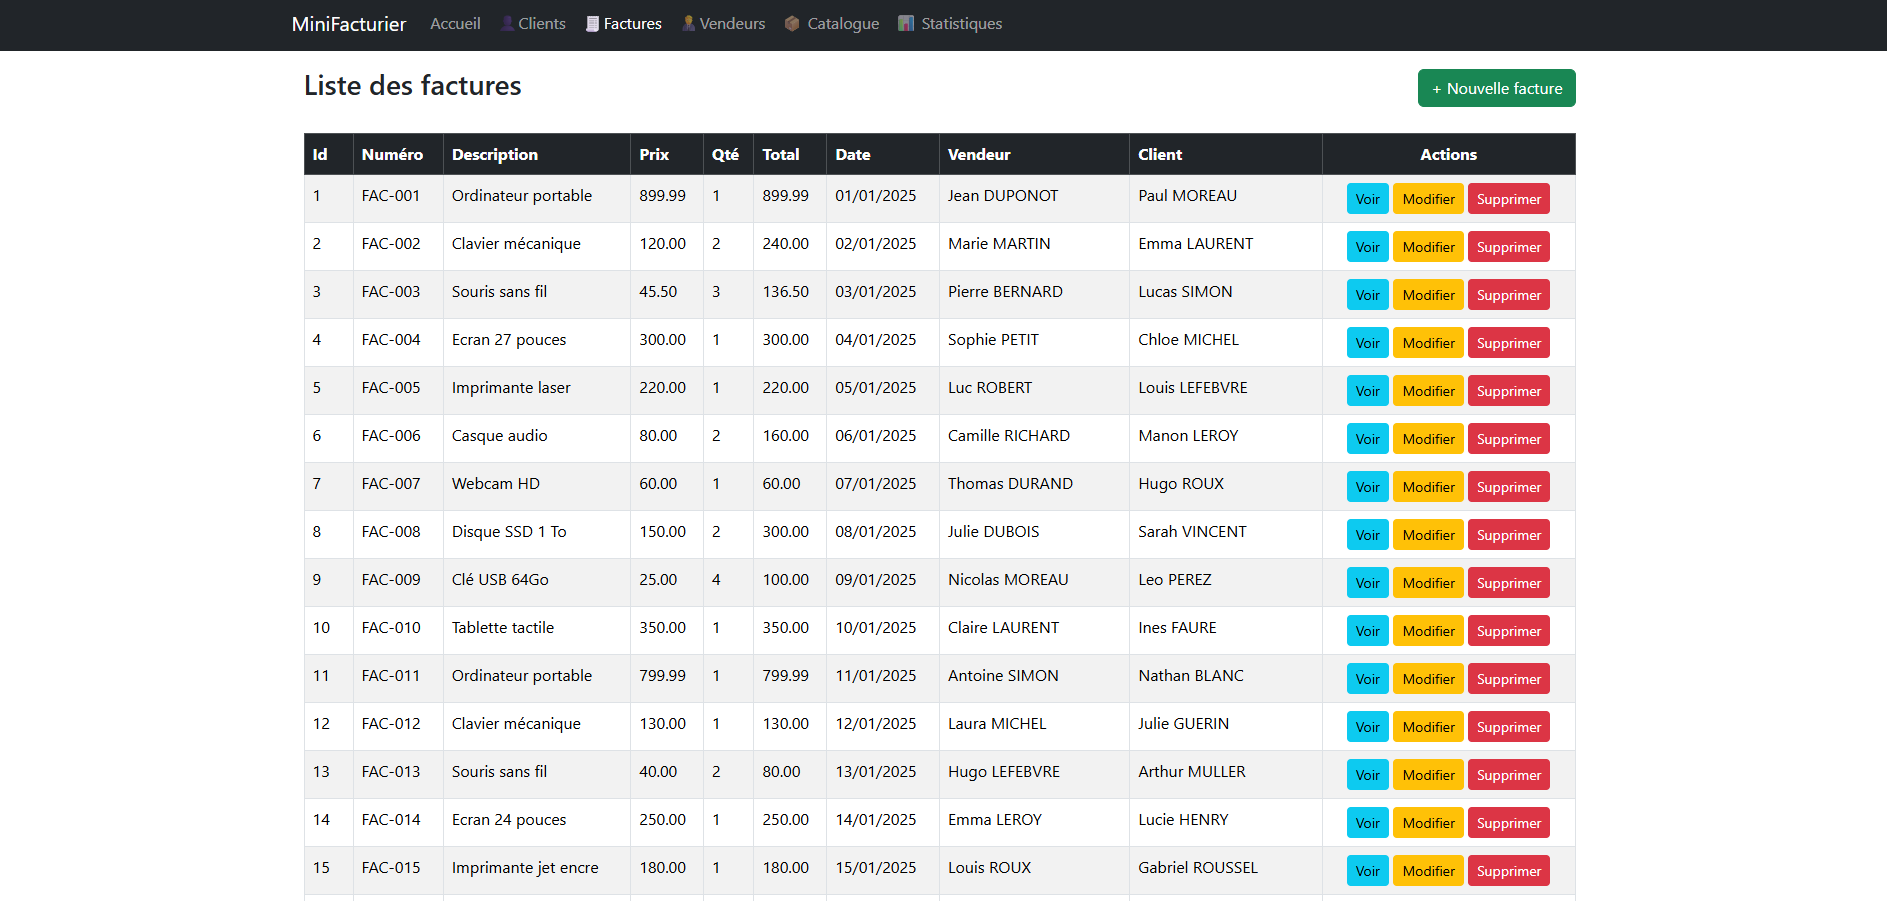 MiniFacturier Accueil Clients Factures Vendeurs Catalogue Statistiques
Liste des factures + Nouvelle facture
Id Numéro Description Prix Qté Total Date Vendeur Client Actions
1 FAC-001 Ordinateur portable 899.99 1 899.99 01/01/2025 Jean DUPONOT Paul MOREAU Voir Modifier Supprimer
2 FAC-002 Clavier mécanique 120.00 2 240.00 02/01/2025 Marie MARTIN Emma LAURENT Voir Modifier Supprimer
3 FAC-003 Souris sans fil 45.50 3 136.50 03/01/2025 Pierre BERNARD Lucas SIMON Voir Modifier Supprimer
4 FAC-004 Ecran 27 pouces 300.00 1 300.00 04/01/2025 Sophie PETIT Chloe MICHEL Voir Modifier Supprimer
5 FAC-005 Imprimante laser 220.00 1 220.00 05/01/2025 Luc ROBERT Louis LEFEBVRE Voir Modifier Supprimer
6 FAC-006 Casque audio 80.00 2 160.00 06/01/2025 Camille RICHARD Manon LEROY Voir Modifier Supprimer
7 FAC-007 Webcam HD 60.00 1 60.00 07/01/2025 Thomas DURAND Hugo ROUX Voir Modifier Supprimer
8 FAC-008 Disque SSD 1 To 150.00 2 300.00 08/01/2025 Julie DUBOIS Sarah VINCENT Voir Modifier Supprimer
9 FAC-009 Clé USB 64Go 25.00 4 100.00 09/01/2025 Nicolas MOREAU Leo PEREZ Voir Modifier Supprimer
10 FAC-010 Tablette tactile 350.00 1 350.00 10/01/2025 Claire LAURENT Ines FAURE Voir Modifier Supprimer
11 FAC-011 Ordinateur portable 799.99 1 799.99 11/01/2025 Antoine SIMON Nathan BLANC Voir Modifier Supprimer
12 FAC-012 Clavier mécanique 130.00 1 130.00 12/01/2025 Laura MICHEL Julie GUERIN Voir Modifier Supprimer
13 FAC-013 Souris sans fil 40.00 2 80.00 13/01/2025 Hugo LEFEBVRE Arthur MULLER Voir Modifier Supprimer
14 FAC-014 Ecran 24 pouces 250.00 1 250.00 14/01/2025 Emma LEROY Lucie HENRY Voir Modifier Supprimer
15 FAC-015 Imprimante jet encre 180.00 1 180.00 15/01/2025 Louis ROUX Gabriel ROUSSEL Voir Modifier Supprimer